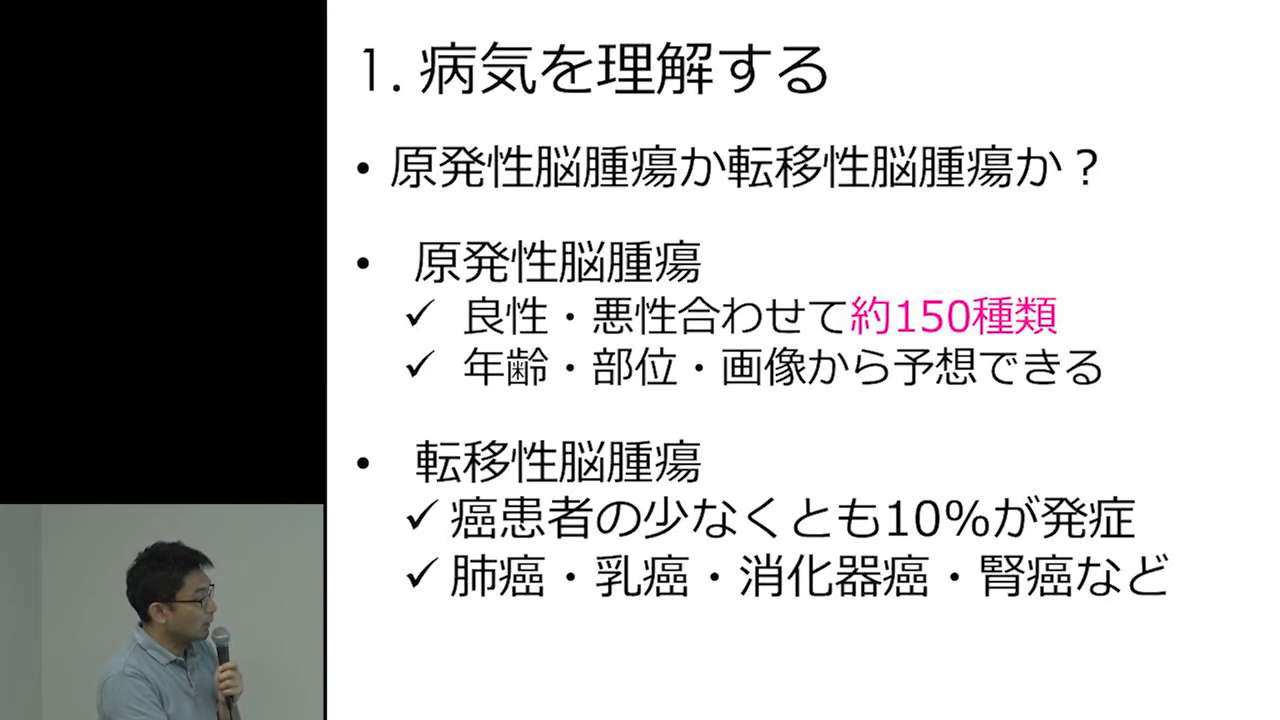 1. 病気を理解する
• 原発性脳腫瘍か転移性脳腫瘍か？
• 原発性脳腫瘍
✓ 良性・悪性合わせて約150種類
✓ 年齢・部位・画像から予想できる
• 転移性脳腫瘍
✓ 癌患者の少なくとも10%が発症
✓ 肺癌・乳癌・消化器癌・腎癌など